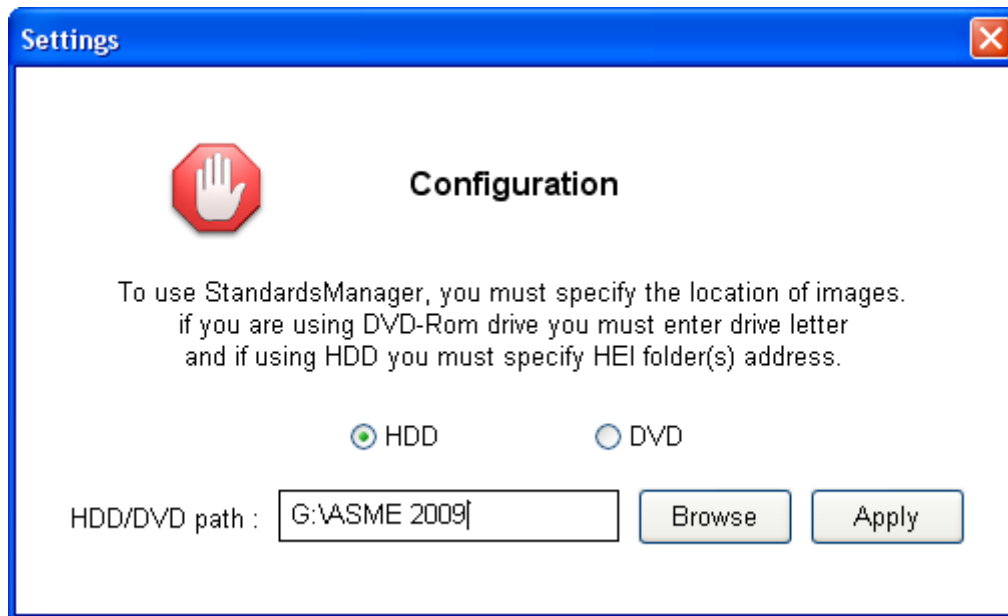 Settings
Configuration
To use StandardsManager, you must specify the location of images.
if you are using DVD-Rom drive you must enter drive letter
and if using HDD you must specify HEI folder(s) address.
HDD DVD
HDD/DVD path : G:\ASME 2009 Browse Apply